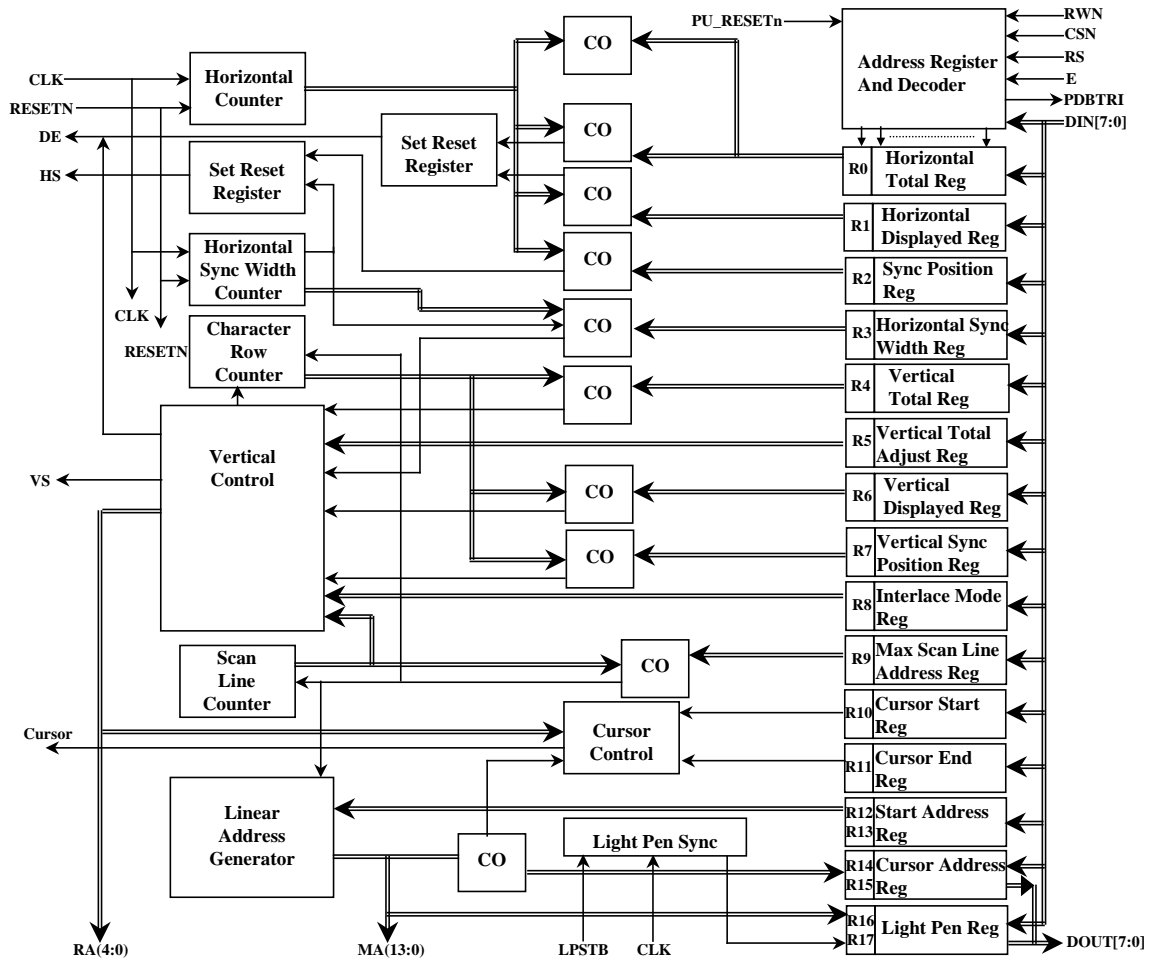 PU_RESETn
RWN
CSN
RS
E
PDBTRI
DIN[7:0]
Address Register
And Decoder
CO
Horizontal
Counter
CLK
RESETN
DE
HS
Set Reset
Register
CO
Set Reset
Register
CO
R0
Horizontal
Total Reg
R1
Horizontal
Displayed Reg
CO
R2
Sync Position
Reg
Horizontal
Sync Width
Counter
CLK
RESETN
CO
R3
Horizontal Sync
Width Reg
Character
Row
Counter
CO
R4
Vertical
Total Reg
Vertical
Control
R5
Vertical Total
Adjust Reg
VS
CO
R6
Vertical
Displayed Reg
CO
R7
Vertical Sync
Position Reg
R8
Interlace Mode
Reg
Scan
Line
Counter
CO
R9
Max Scan Line
Address Reg
Cursor
Cursor
Control
R10
Cursor Start
Reg
R11
Cursor End
Reg
Linear
Address
Generator
R12
R13
Start Address
Reg
CO
Light Pen Sync
R14
R15
Cursor Address
Reg
R16
R17
Light Pen Reg
RA(4:0)
MA(13:0)
LPSTB
CLK
DOUT[7:0]